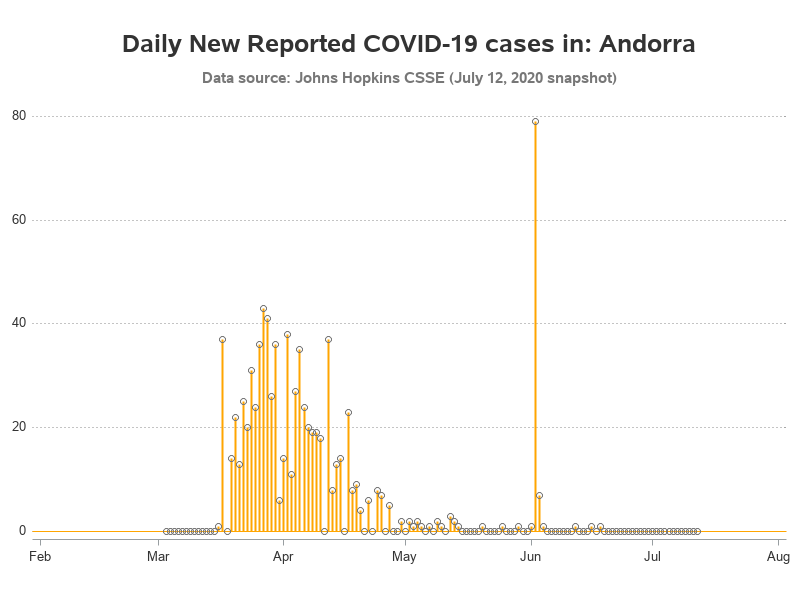 Daily New Reported COVID-19 cases in: Andorra
Data source: Johns Hopkins CSSE (July 12, 2020 snapshot)
80
60
40
20
0
Feb Mar Apr May Jun Jul Aug